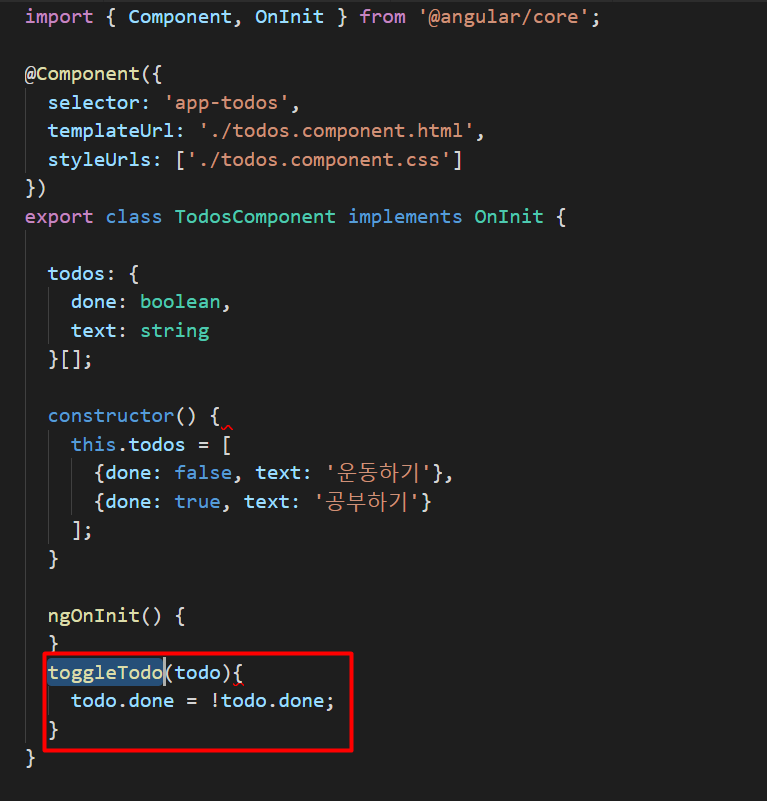 import { Component, OnInit } from '@angular/core';
@Component({
selector: 'app-todos',
templateUrl: './todos.component.html',
styleUrls: ['./todos.component.css']
})
export class TodosComponent implements OnInit {
todos: {
done: boolean,
text: string
}[];
constructor() {
this.todos = [
{done: false, text: '운동하기'},
{done: true, text: '공부하기'}
];
}
ngOnInit() {
}
toggleTodo(todo){
todo.done = !todo.done;
}
}